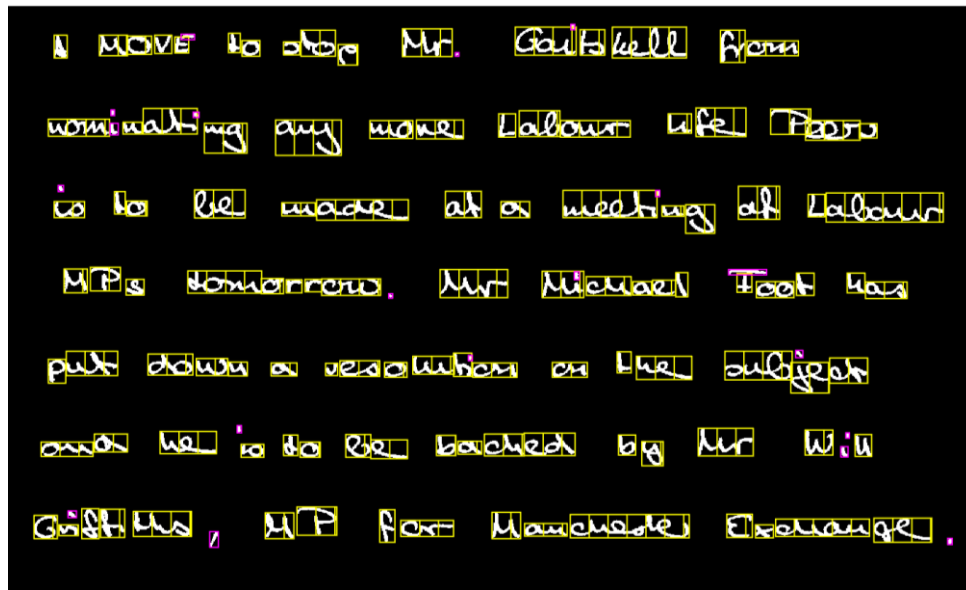 A MOVE to stop Mr. Gaitskell from
nominating any more Labour life Peers
is to be made at a meeting of Labour
MPs tomorrow. Mr Michael Foot has
put down a resolution on the subject
and he is to be backed by Mr Will
Griffiths, MP for Manchester Exchange.